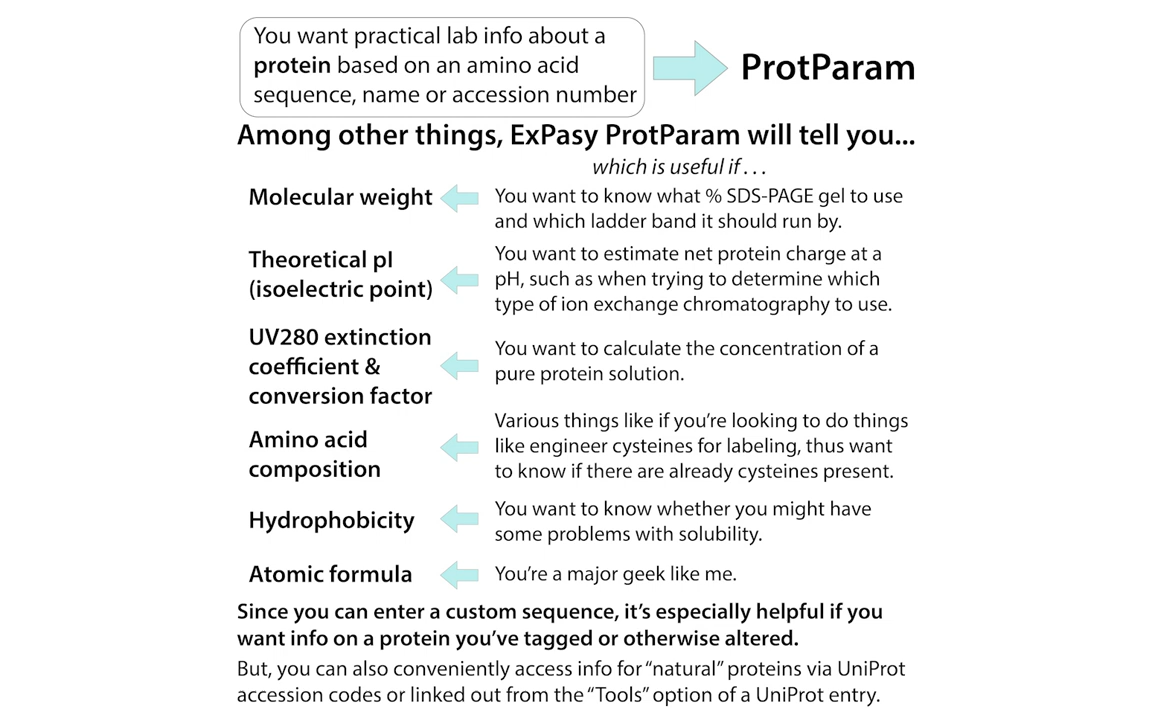 You want practical lab info about a
protein based on an amino acid
sequence, name or accession number
ProtParam
Among other things, ExPasy ProtParam will tell you...
which is useful if . . .
Molecular weight
You want to know what % SDS-PAGE gel to use
and which ladder band it should run by.
Theoretical pI
(isoelectric point)
You want to estimate net protein charge at a
pH, such as when trying to determine which
type of ion exchange chromatography to use.
UV280 extinction
coefficient &
conversion factor
You want to calculate the concentration of a
pure protein solution.
Amino acid
composition
Various things like if you’re looking to do things
like engineer cysteines for labeling, thus want
to know if there are already cysteines present.
Hydrophobicity
You want to know whether you might have
some problems with solubility.
Atomic formula
You’re a major geek like me.
Since you can enter a custom sequence, it’s especially helpful if you
want info on a protein you’ve tagged or otherwise altered.
But, you can also conveniently access info for “natural” proteins via UniProt
accession codes or linked out from the “Tools” option of a UniProt entry.